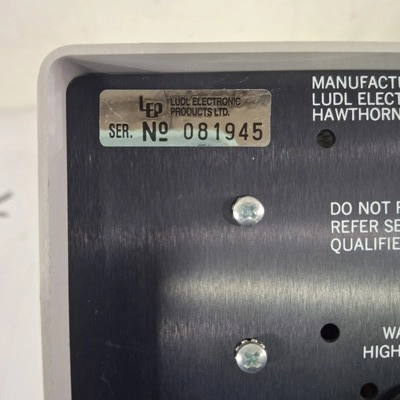 LEP LUDL ELECTRONIC
PRODUCTS LTD.
SER. Nº 081945
MANUFACTU
LUDL ELECT
HAWTHORN
DO NOT R
REFER SE
QUALIFIE
WA
HIGH